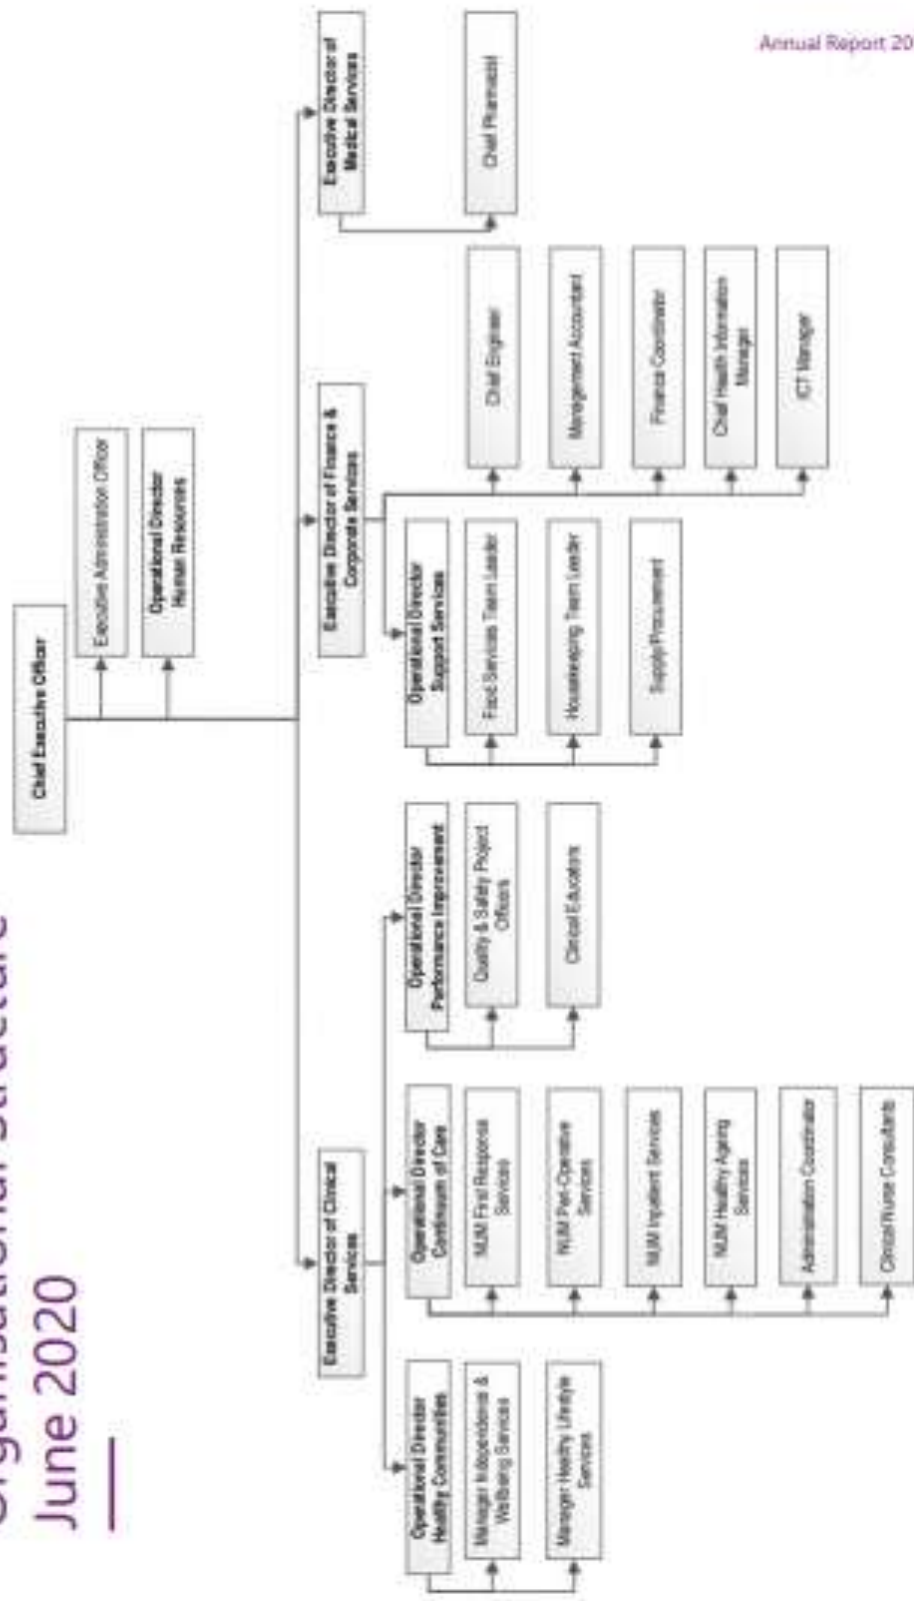 Organisational Structure
June 2020
Annual Report 20
Chief Executive Officer
Executive Administration Officer
Operational Director
Human Resources
Executive Director of Clinical
Services
Executive Director of Finance &
Corporate Services
Executive Director of
Medical Services
Operational Director
Healthy Communities
Manager Independence &
Wellbeing Services
Manager Healthy Lifestyle
Services
Operational Director
Continuum of Care
NUM First Response
Services
NUM Peri-Operative
Services
NUM Inpatient Services
NUM Healthy Ageing
Services
Administration Coordinator
Clinical Nurse Consultants
Operational Director
Performance Improvement
Quality & Safety Project
Officers
Clinical Educators
Operational Director
Support Services
Food Services Team Leader
Housekeeping Team Leader
Supply/Procurement
Chief Engineer
Management Accountant
Finance Coordinator
Chief Health Information
Manager
ICT Manager
Chief Pharmacist